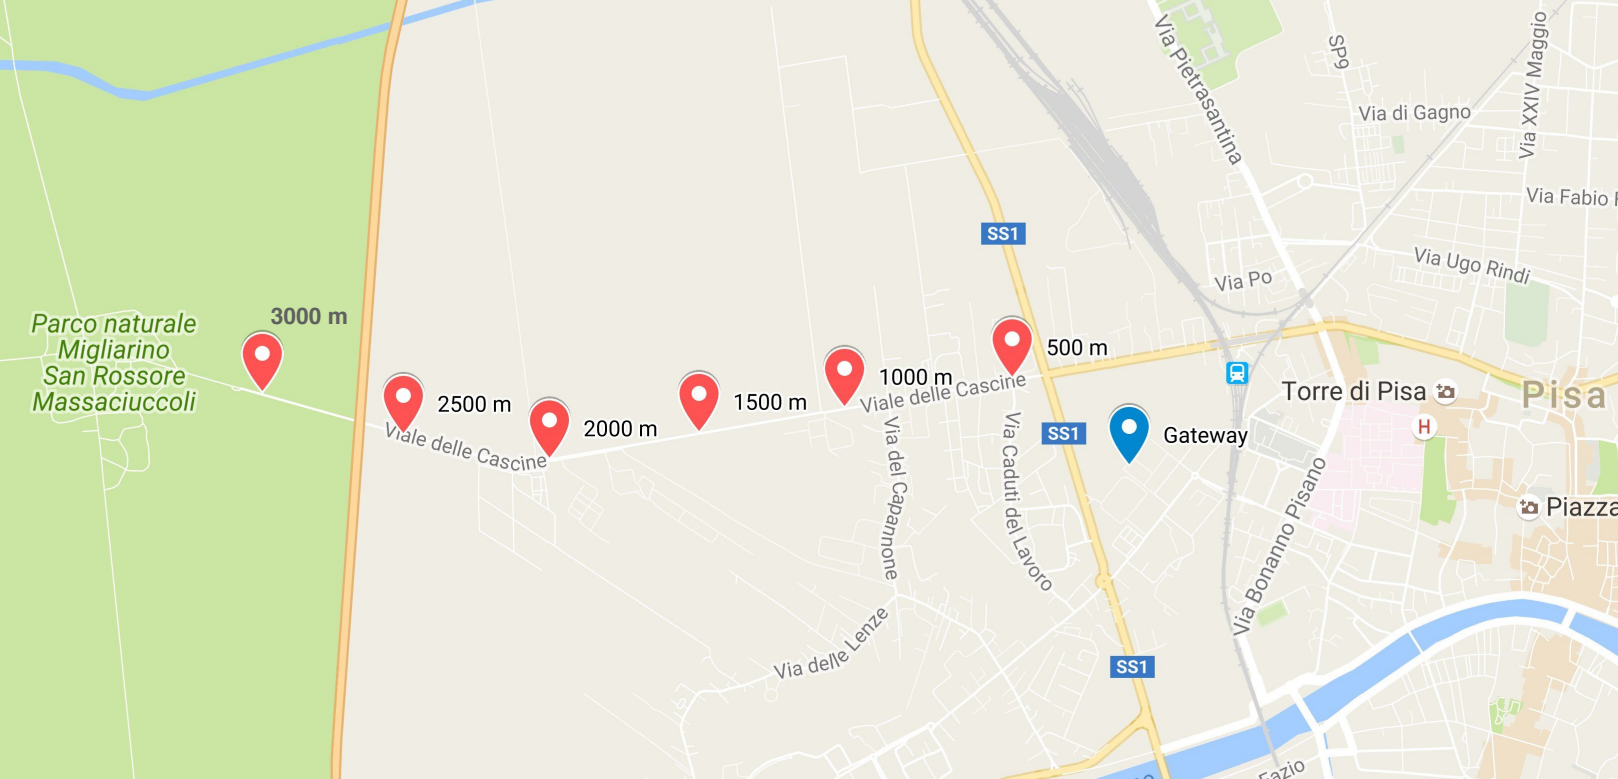 Via Pietrasantina
SP9
Via XXIV Maggio
Via di Gagno
Via Fabio F
SS1
Via Ugo Rindi
Via Po
3000 m
Parco naturale
Migliarino
San Rossore
Massaciuccoli
500 m
1000 m
Viale delle Cascine
2500 m
1500 m
2000 m
Viale delle Cascine
Torre di Pisa
Pisa
H
SS1
Gateway
Via del Capannone
Via Caduti del Lavoro
Via Bonanno Pisano
Piazza
Via delle Lenze
SS1
Fazio